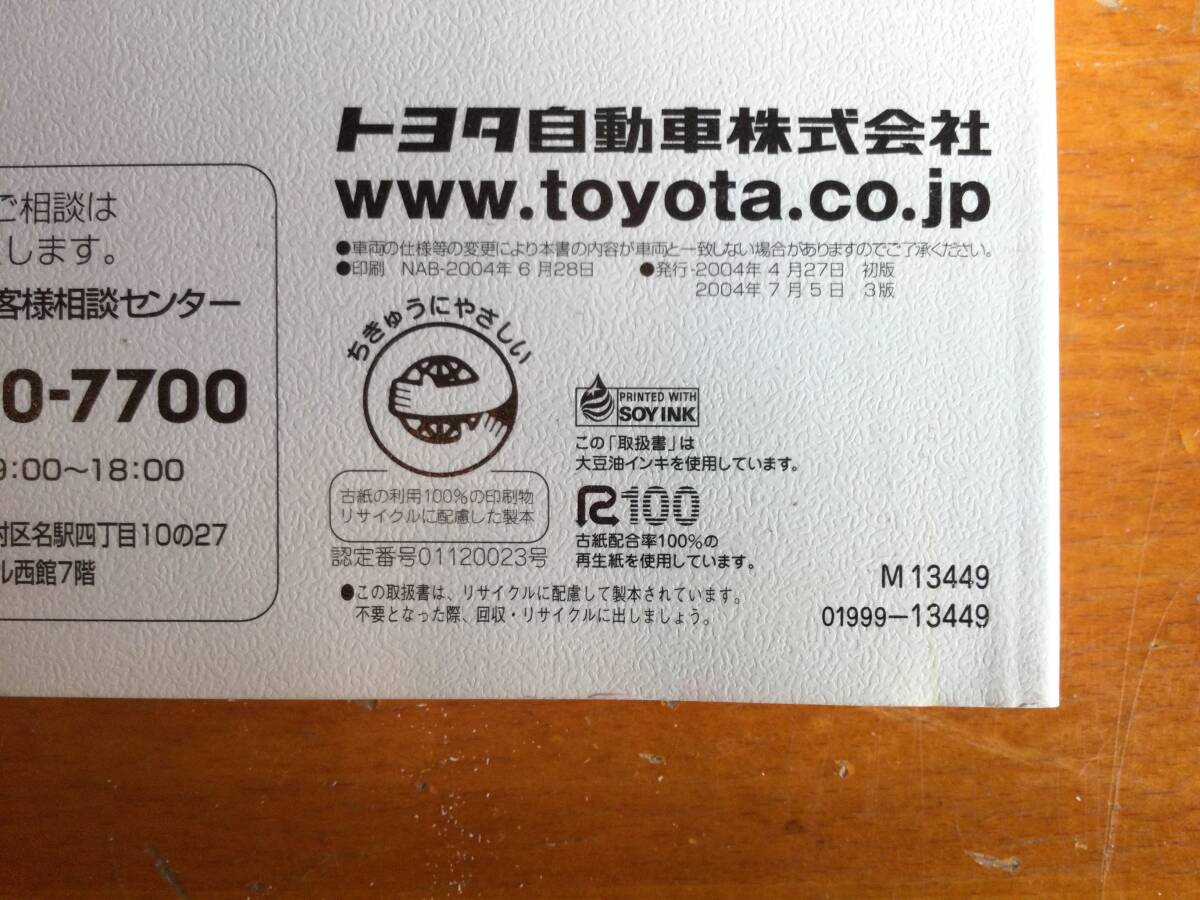 トヨタ自動車株式会社
www.toyota.co.jp
●車両の仕様等の変更により本書の内容が車両と一致しない場合がありますのでご了承ください。
●印刷 NAB-2004年6月28日 ●発行-2004年4月27日 初版
2004年7月5日 3版
ご相談は
します。
客様相談センター
0-7700
9:00〜18:00
村区名駅四丁目10の27
ル西館7階
ちきゅうにやさしい
古紙の利用100%の印刷物
リサイクルに配慮した製本
認定番号01120023号
PRINTED WITH
SOY INK
この「取扱書」は
大豆油インキを使用しています。
R100
古紙配合率100%の
再生紙を使用しています。
●この取扱書は、リサイクルに配慮して製本されています。
不要となった際、回収・リサイクルに出しましょう。
M 13449
01999-13449